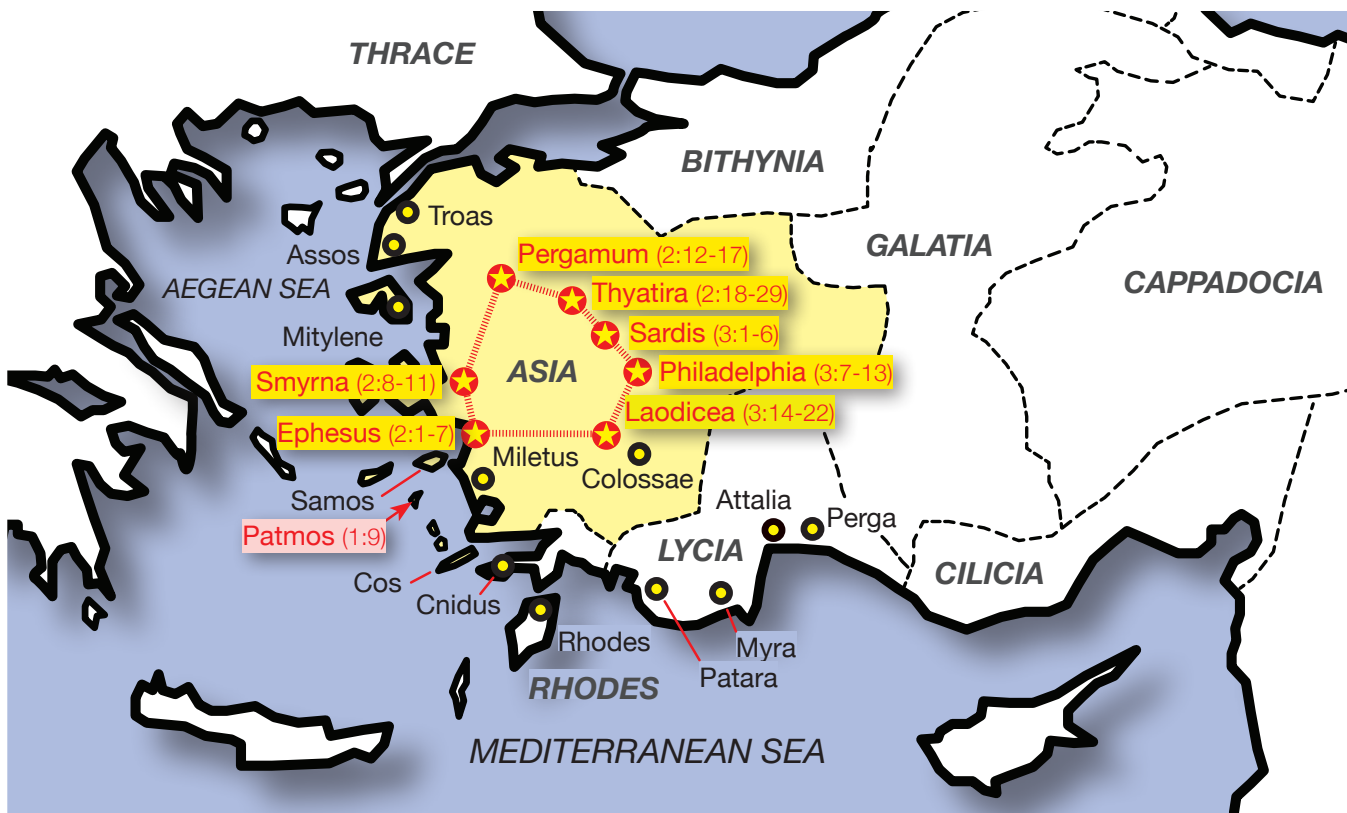 THRACE
BITHYNIA
Troas
GALATIA
Assos
Pergamum (2:12-17)
CAPPADOCIA
AEGEAN SEA
Thyatira (2:18-29)
Mitylene
Sardis (3:1-6)
Smyrna (2:8-11)
ASIA
Philadelphia (3:7-13)
Laodicea (3:14-22)
Ephesus (2:1-7)
Miletus
Colossae
Samos
Attalia
Perga
Patmos (1:9)
LYCIA
CILICIA
Cos
Cnidus
Rhodes
Myra
Patara
RHODES
MEDITERRANEAN SEA